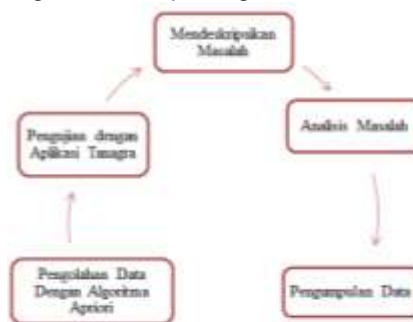 Mendeskripsikan
Masalah
Analisis Masalah
Pengumpulan Data
Pengolahan Data
Dengan Algoritma
Apriori
Pengujian dengan
Aplikasi Tanagra